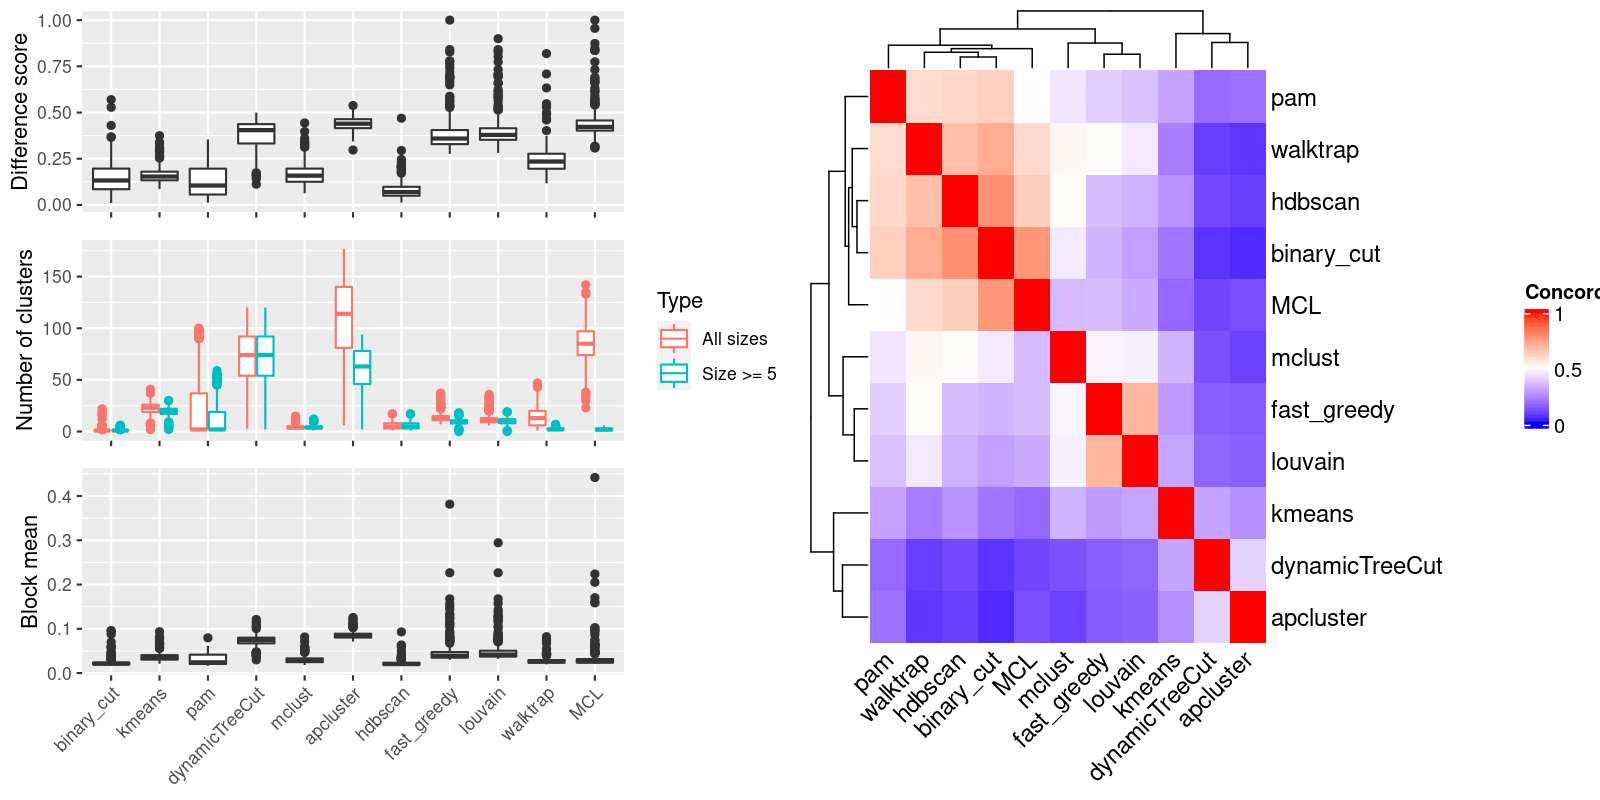 Difference score
1.00
0.75
0.50
0.25
0.00
Number of clusters
150
100
50
0
Block mean
0.4
0.3
0.2
0.1
0.0
binary_cut
kmeans
pam
dynamicTreeCut
mclust
apcluster
hdbscan
fast_greedy
louvain
walktrap
MCL
Type
All sizes
Size >= 5
pam
walktrap
hdbscan
binary_cut
MCL
mclust
fast_greedy
louvain
kmeans
dynamicTreeCut
apcluster
pam
walktrap
hdbscan
binary_cut
MCL
mclust
fast_greedy
louvain
kmeans
dynamicTreeCut
apcluster
Concord
1
0.5
0